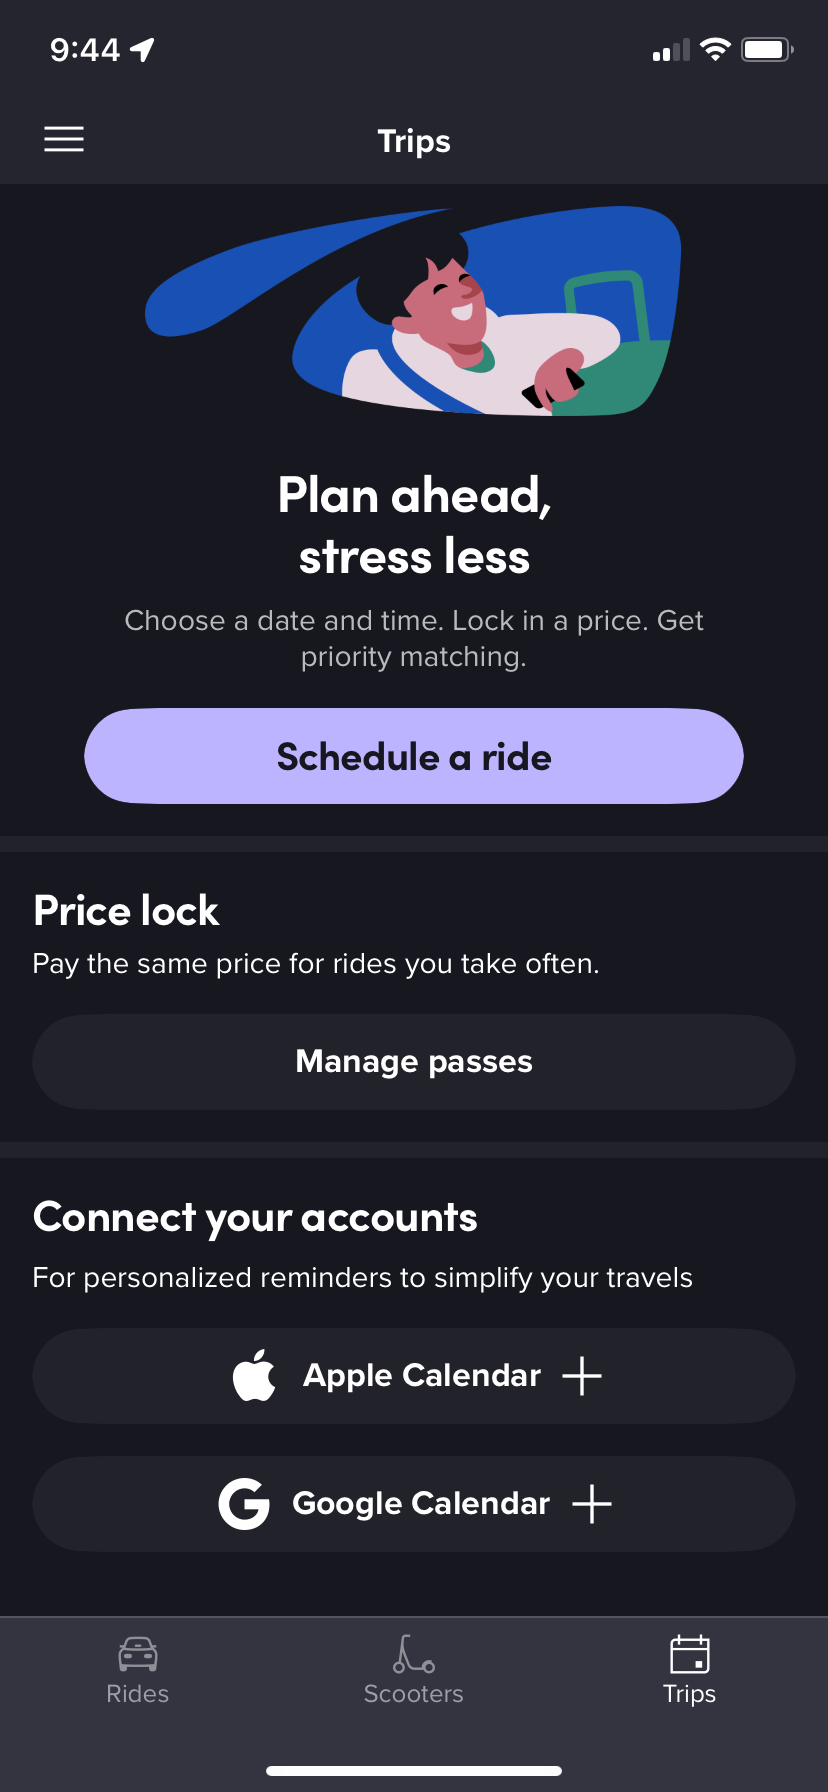 9:44
Trips
Plan ahead,
stress less
Choose a date and time. Lock in a price. Get
priority matching.
Schedule a ride
Price lock
Pay the same price for rides you take often.
Manage passes
Connect your accounts
For personalized reminders to simplify your travels
Apple Calendar
Google Calendar
Rides
Scooters
Trips